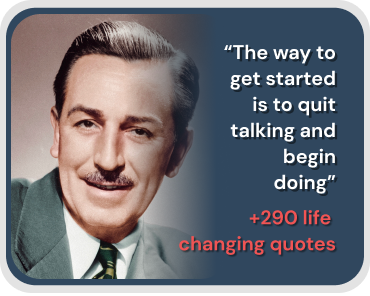 “The way to
get started
is to quit
talking and
begin
doing”
+290 life
changing quotes